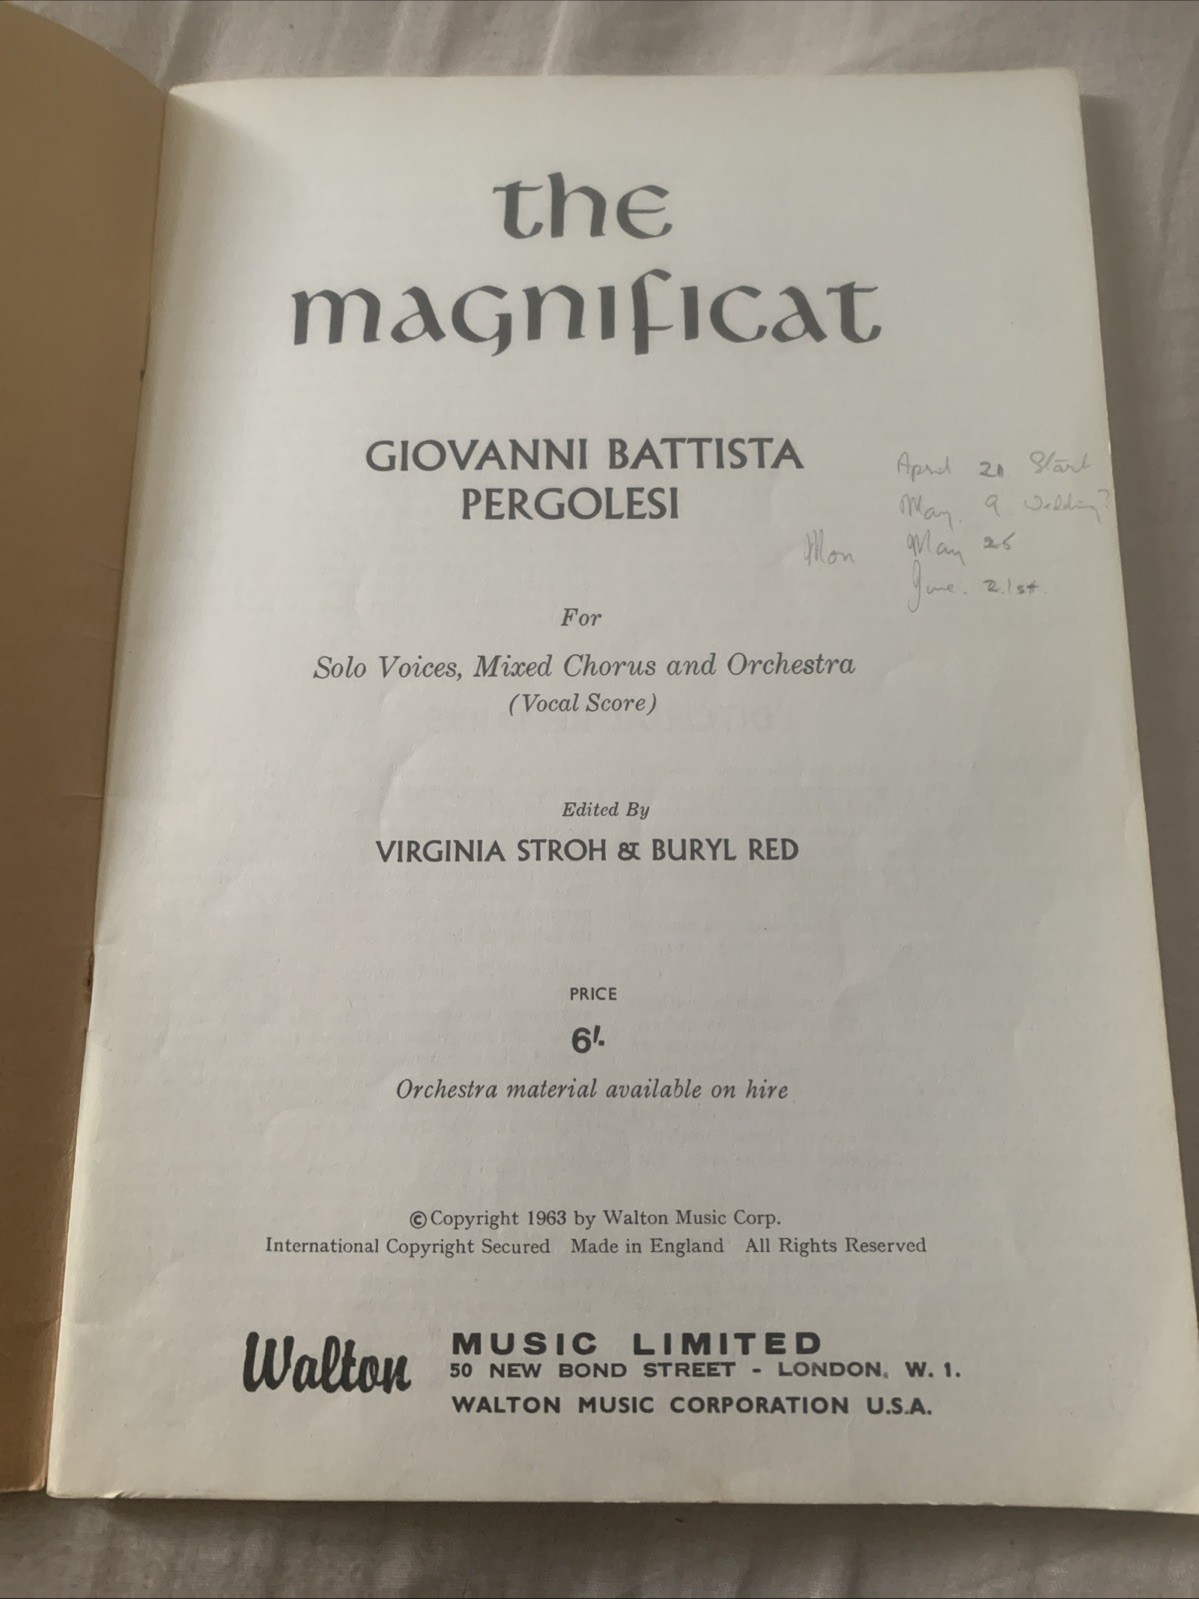 the
magnificat
GIOVANNI BATTISTA
PERGOLESI
April 21 Start
May. 9 Wedding?
Mon May 25
June. 21st.
For
Solo Voices, Mixed Chorus and Orchestra
(Vocal Score)
Edited By
VIRGINIA STROH & BURYL RED
PRICE
6/-
Orchestra material available on hire
© Copyright 1963 by Walton Music Corp.
International Copyright Secured Made in England All Rights Reserved
Walton MUSIC LIMITED
50 NEW BOND STREET - LONDON, W. 1.
WALTON MUSIC CORPORATION U.S.A.